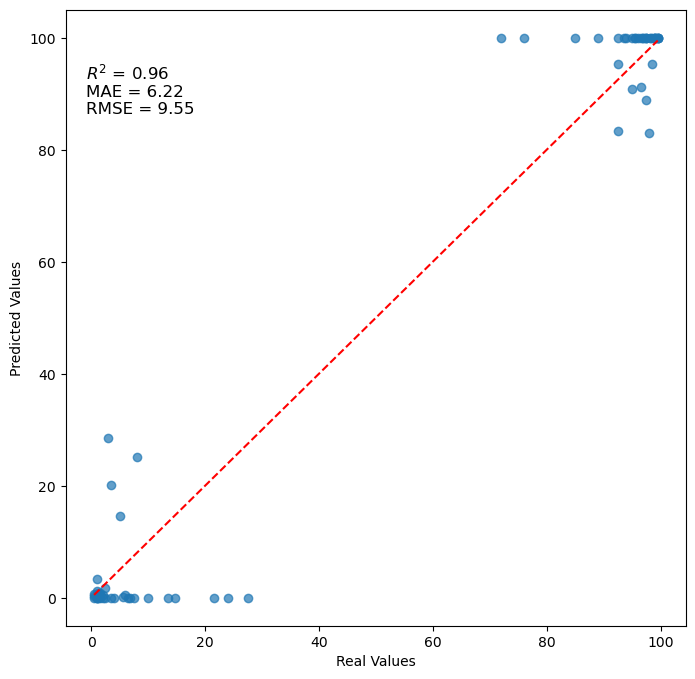 100
80
60
40
20
0
Predicted Values
R² = 0.96
MAE = 6.22
RMSE = 9.55
0 20 40 60 80 100
Real Values